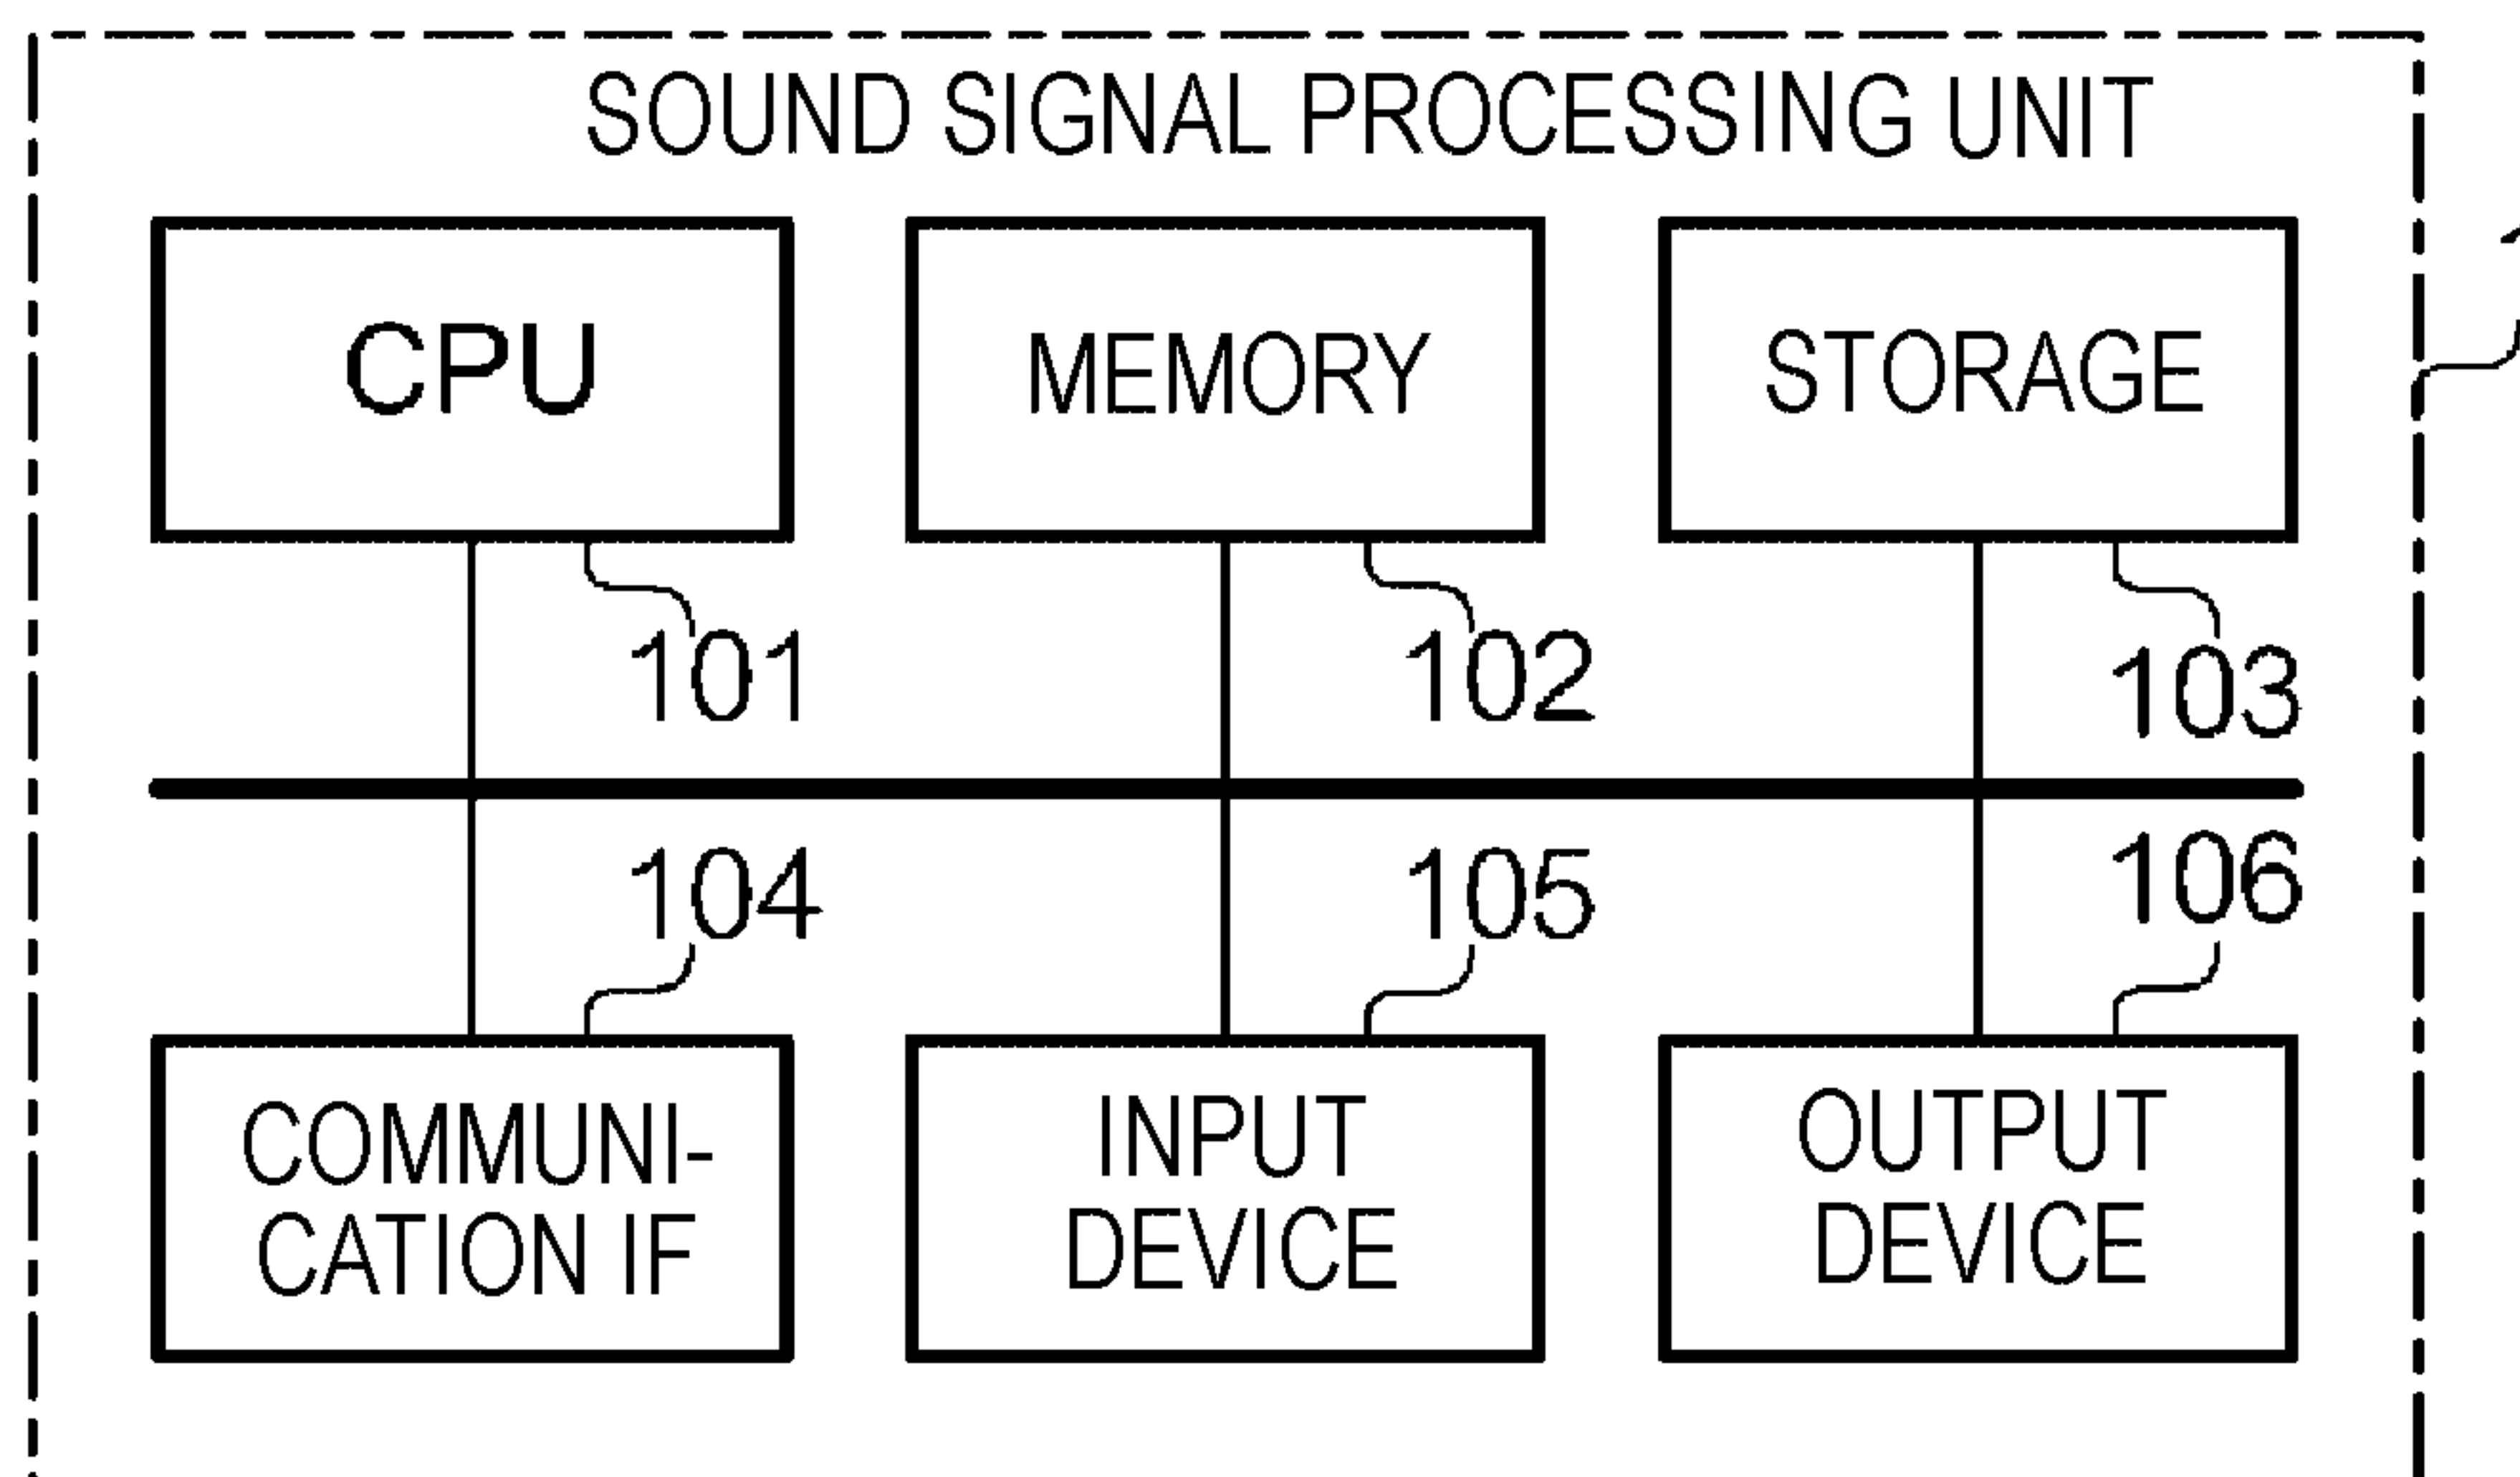 SOUND SIGNAL PROCESSING UNIT
CPU
MEMORY
STORAGE
101
102
103
104
105
106
COMMUNI-
CATION IF
INPUT
DEVICE
OUTPUT
DEVICE